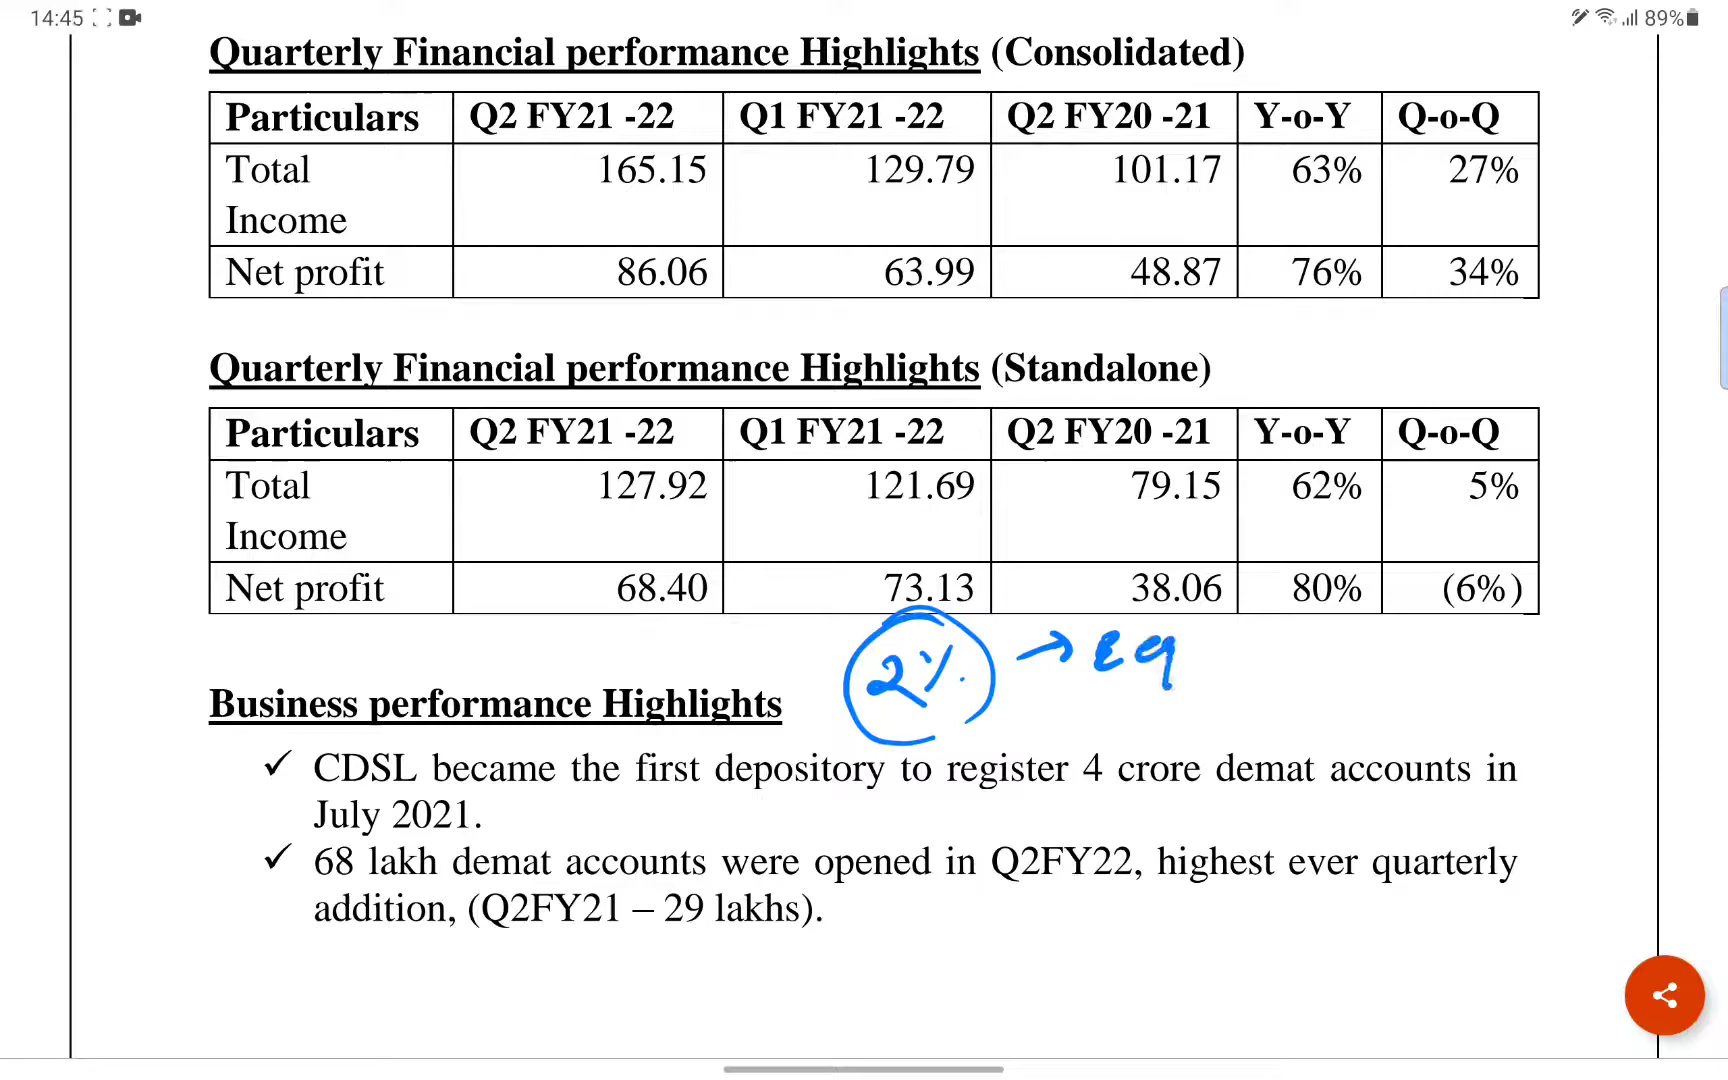 14:45 89%
Quarterly Financial performance Highlights (Consolidated)
Particulars Q2 FY21 -22 Q1 FY21 -22 Q2 FY20 -21 Y-o-Y Q-o-Q
Total 165.15 129.79 101.17 63% 27%
Income
Net profit 86.06 63.99 48.87 76% 34%
Quarterly Financial performance Highlights (Standalone)
Particulars Q2 FY21 -22 Q1 FY21 -22 Q2 FY20 -21 Y-o-Y Q-o-Q
Total 127.92 121.69 79.15 62% 5%
Income
Net profit 68.40 73.13 38.06 80% (6%)
2% → Eq
Business performance Highlights
✓ CDSL became the first depository to register 4 crore demat accounts in
July 2021.
✓ 68 lakh demat accounts were opened in Q2FY22, highest ever quarterly
addition, (Q2FY21 – 29 lakhs).